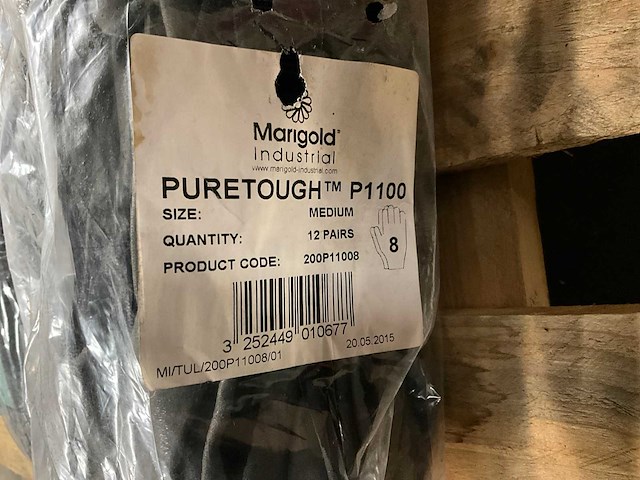 Marigold®
Industrial
www.marigold-industrial.com
PURETOUGH™ P1100
SIZE: MEDIUM
QUANTITY: 12 PAIRS
8
PRODUCT CODE: 200P11008
3 252449 010677
MI/TUL/200P11008/01 20.05.2015